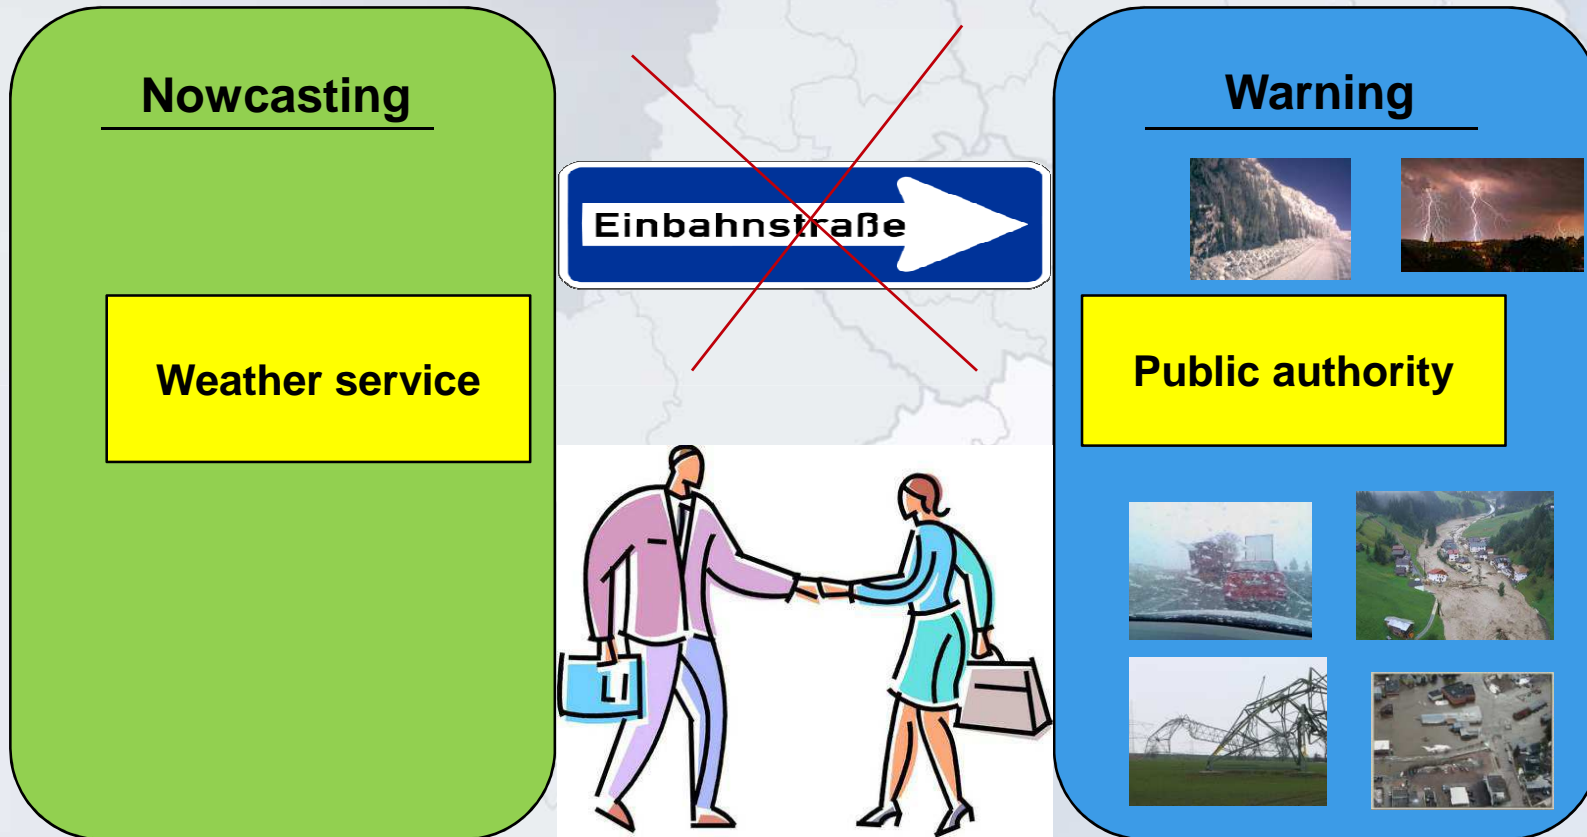 Nowcasting
Warning
Einbahnstraße
Weather service
Public authority